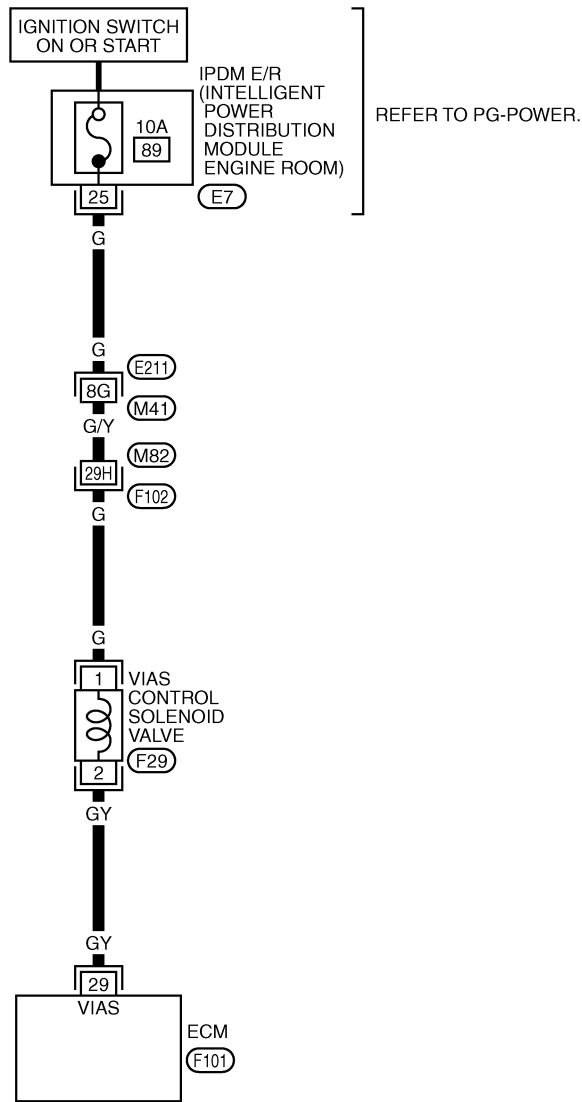 IGNITION SWITCH
ON OR START
IPDM E/R
(INTELLIGENT
POWER
DISTRIBUTION
MODULE
ENGINE ROOM)
REFER TO PG-POWER.
10A
89
25
E7
G
G
E211
8G
M41
G/Y
M82
29H
F102
G
G
1
VIAS
CONTROL
SOLENOID
VALVE
F29
2
GY
GY
29
VIAS
ECM
F101